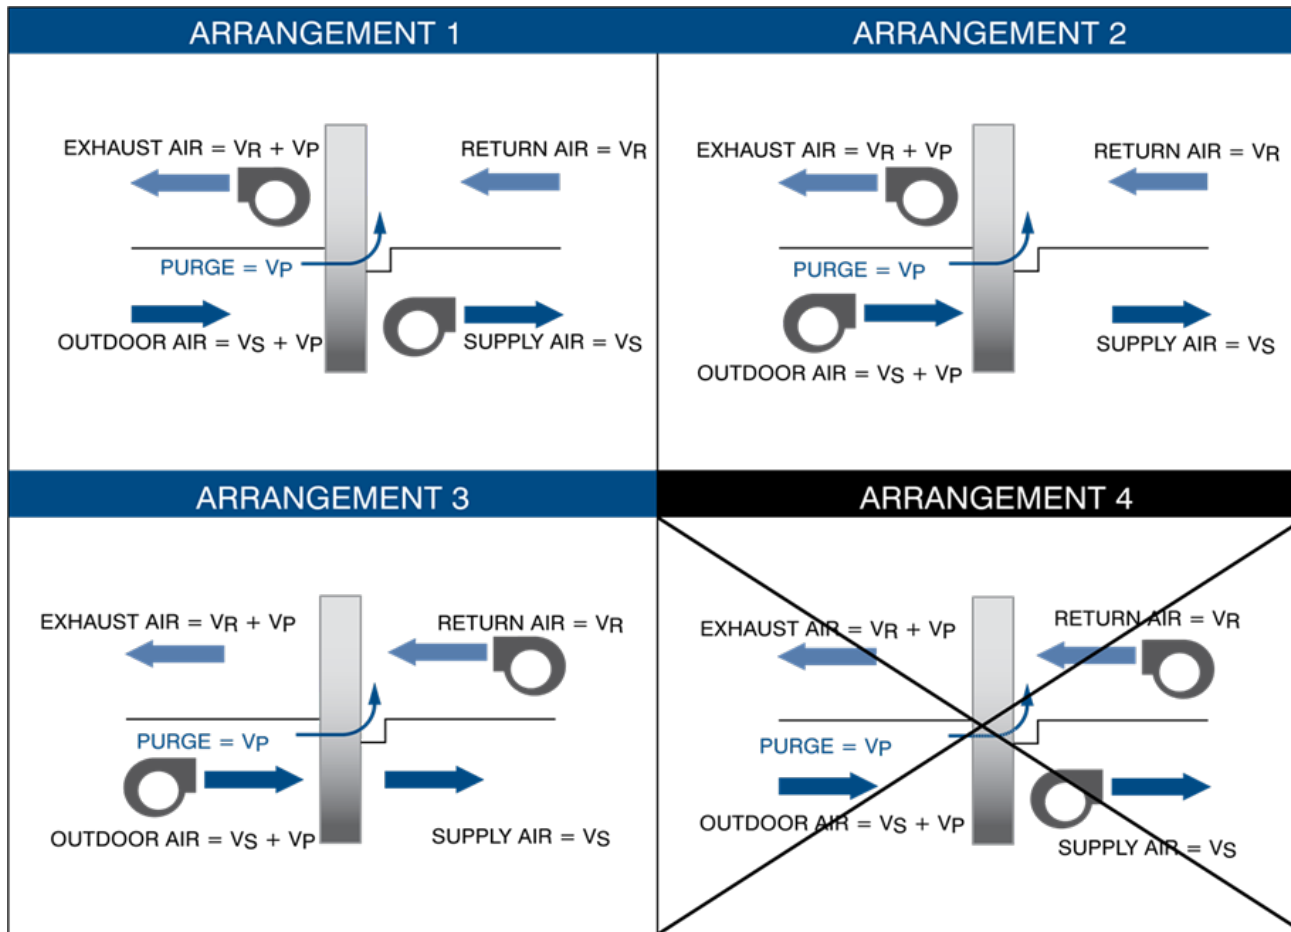 ARRANGEMENT 1
EXHAUST AIR = VR + VP
RETURN AIR = VR
PURGE = VP
OUTDOOR AIR = VS + VP
SUPPLY AIR = VS
ARRANGEMENT 2
EXHAUST AIR = VR + VP
RETURN AIR = VR
PURGE = VP
SUPPLY AIR = VS
OUTDOOR AIR = VS + VP
ARRANGEMENT 3
EXHAUST AIR = VR + VP
RETURN AIR = VR
PURGE = VP
OUTDOOR AIR = VS + VP
SUPPLY AIR = VS
ARRANGEMENT 4
RETURN AIR = VR
EXHAUST AIR = VR + VP
PURGE = VP
OUTDOOR AIR = VS + VP
SUPPLY AIR = VS